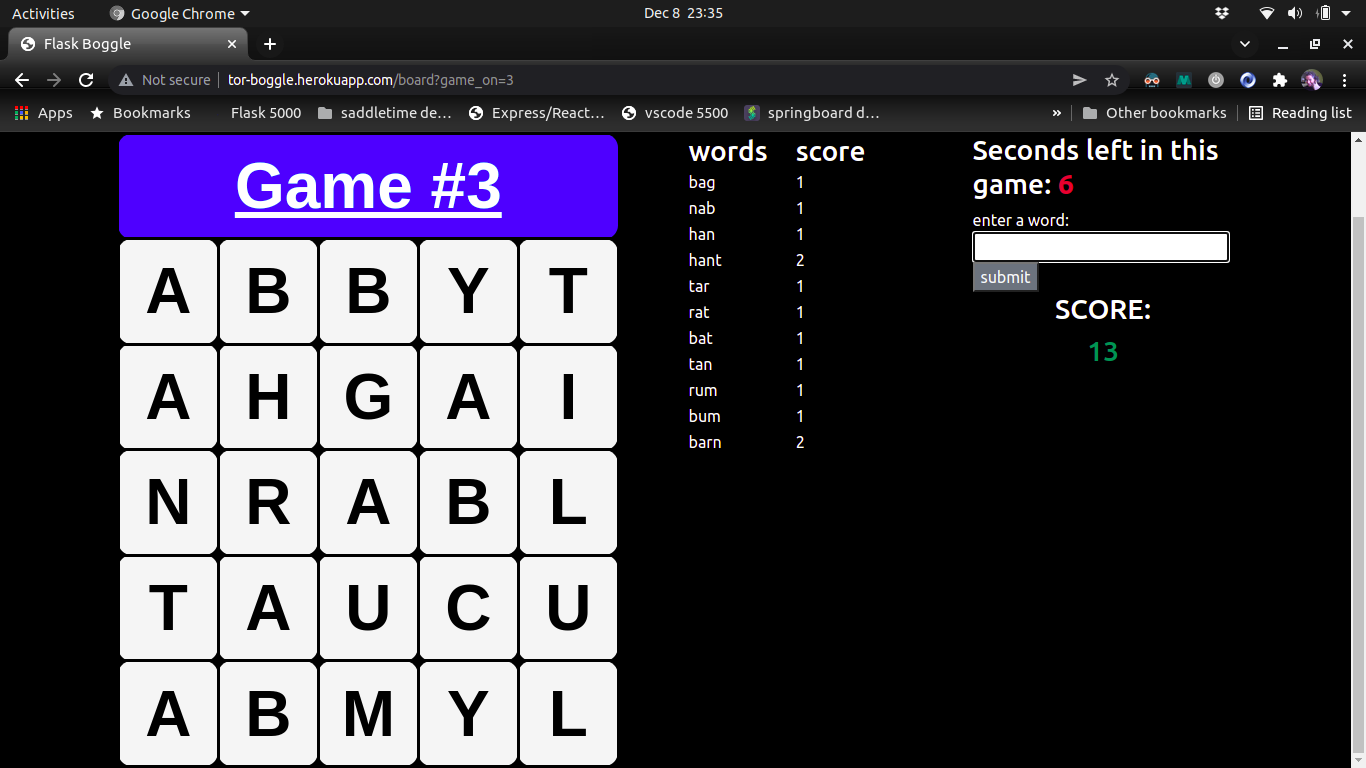 Activities Google Chrome Dec 8 23:35
Flask Boggle
Not secure tor-boggle.herokuapp.com/board?game_on=3
Apps Bookmarks Flask 5000 saddletime de... Express/React... vscode 5500 springboard d... » Other bookmarks Reading list
Game #3
A B B Y T
A H G A I
N R A B L
T A U C U
A B M Y L
words score
bag 1
nab 1
han 1
hant 2
tar 1
rat 1
bat 1
tan 1
rum 1
bum 1
barn 2
Seconds left in this
game: 6
enter a word:
submit
SCORE:
13